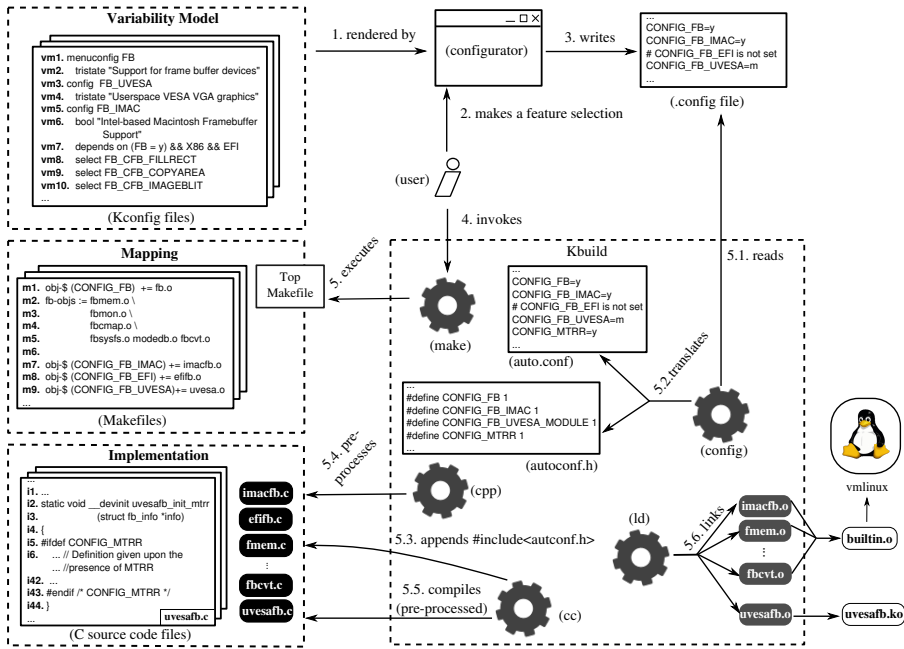 Variability Model
vm1. menuconfig FB
vm2. tristate "Support for frame buffer devices"
vm3. config FB_UVESA
vm4. tristate "Userspace VESA VGA graphics"
vm5. config FB_IMAC
vm6. bool "Intel-based Macintosh Framebuffer
Support"
vm7. depends on (FB = y) && X86 && EFI
vm8. select FB_CFB_FILLRECT
vm9. select FB_CFB_COPYAREA
vm10. select FB_CFB_IMAGEBLIT
...
(Kconfig files)
1. rendered by
(configurator)
3. writes
...
CONFIG_FB=y
CONFIG_FB_IMAC=y
# CONFIG_FB_EFI is not set
CONFIG_FB_UVESA=m
...
(.config file)
2. makes a feature selection
(user)
4. invokes
Mapping
m1. obj-$ (CONFIG_FB) += fb.o
m2. fb-objs := fbmem.o \
m3. fbmon.o \
m4. fbcmap.o \
m5. fbsysfs.o modedb.o fbcvt.o
m6.
m7. obj-$ (CONFIG_FB_IMAC) += imacfb.o
m8. obj-$ (CONFIG_FB_EFI) += efifb.o
m9. obj-$ (CONFIG_FB_UVESA)+= uvesa.o
...
(Makefiles)
Top
Makefile
5. executes
(make)
Kbuild
5.1. reads
...
CONFIG_FB=y
CONFIG_FB_IMAC=y
# CONFIG_FB_EFI is not set
CONFIG_FB_UVESA=m
CONFIG_MTRR=y
...
(auto.conf)
5.2.translates
...
#define CONFIG_FB 1
#define CONFIG_FB_IMAC 1
#define CONFIG_FB_UVESA_MODULE 1
#define CONFIG_MTRR 1
...
(autoconf.h)
(config)
Implementation
...
i1. ...
i2. static void __devinit uvesafb_init_mtrr
i3. (struct fb_info *info)
i4. {
i5. #ifdef CONFIG_MTRR
i6. ... // Definition given upon the
//presence of MTRR
i42. ...
i43. #endif /* CONFIG_MTRR */
i44. }
...
uvesafb.c
(C source code files)
imacfb.c
efifb.c
fmem.c
...
fbcvt.c
uvesafb.c
5.4. pre-
processes
(cpp)
5.3. appends #include<autconf.h>
5.5. compiles
(pre-processed)
(cc)
(ld)
5.6. links
imacfb.o
fmem.o
...
fbcvt.o
uvesafb.o
vmlinux
builtin.o
uvesafb.ko